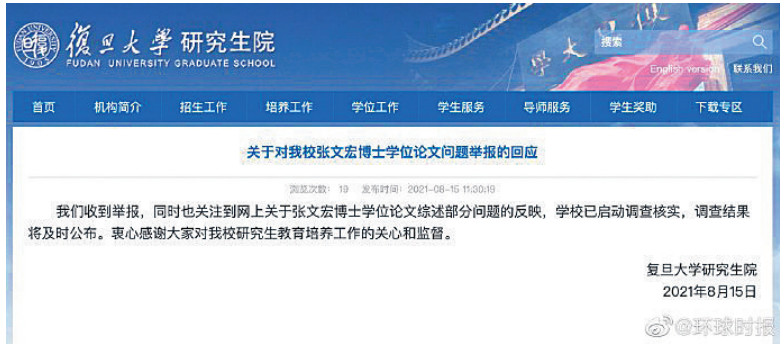 復旦大學 研究生院
FUDAN UNIVERSITY GRADUATE SCHOOL
搜索
English version 联系我们
首页 机构简介 招生工作 培养工作 学位工作 学生服务 导师服务 学生奖助 下载专区
关于对我校张文宏博士学位论文问题举报的回应
浏览次数： 19 发布时间：2021-08-15 11:30:19
我们收到举报，同时也关注到网上关于张文宏博士学位论文综述部分问题的反映，学校已启动调查核实，调查结果
将及时公布。衷心感谢大家对我校研究生教育培养工作的关心和监督。
复旦大学研究生院
2021年8月15日
@环球时报